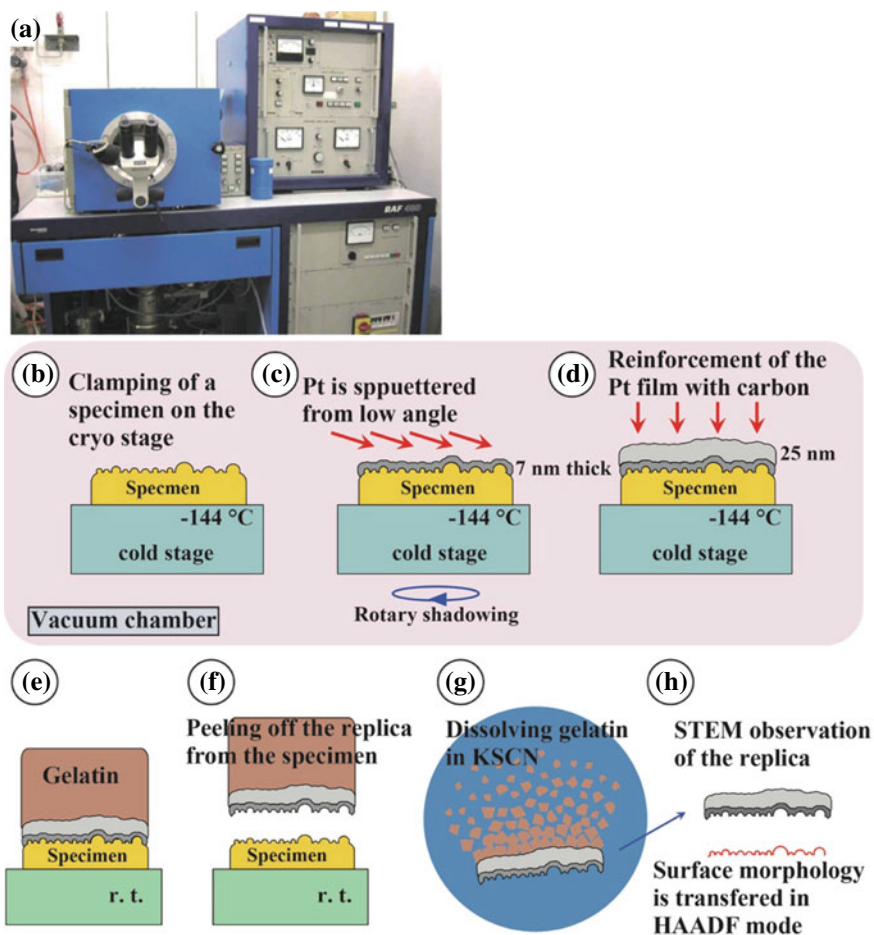 (a)
BAF 400
(b)
Clamping of a
specimen on the
cryo stage
Specmen
-144 °C
cold stage
(c)
Pt is sppuettered
from low angle
7 nm thick
Specimen
-144 °C
cold stage
Rotary shadowing
(d)
Reinforcement of the
Pt film with carbon
25 nm
Specimen
-144 °C
cold stage
Vacuum chamber
(e)
Gelatin
Specimen
r. t.
(f)
Peeling off the replica
from the specimen
Specimen
r. t.
(g)
Dissolving gelatin
in KSCN
(h)
STEM observation
of the replica
Surface morphology
is transfered in
HAADF mode